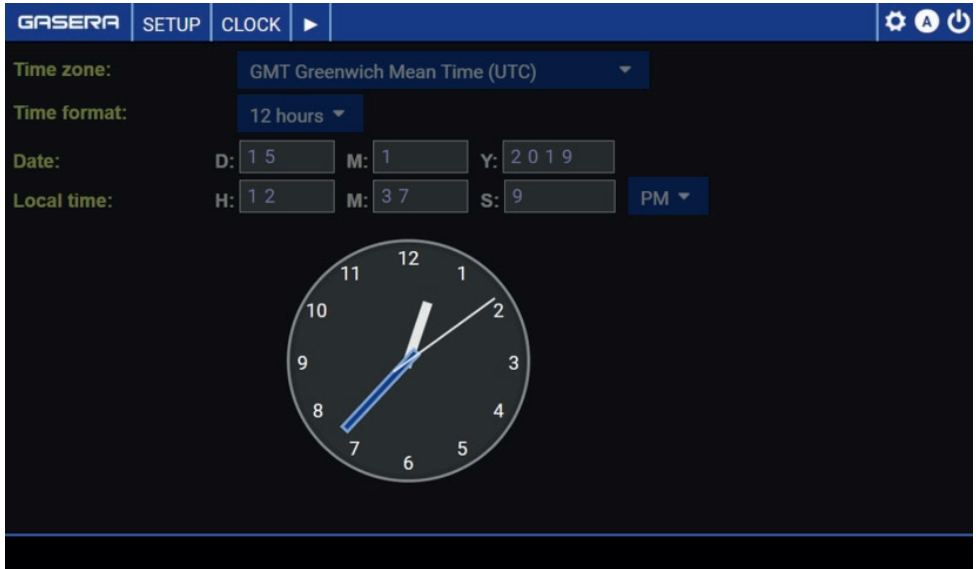 GASERA SETUP CLOCK A
Time zone: GMT Greenwich Mean Time (UTC)
Time format: 12 hours
Date: D: 15 M: 1 Y: 2019
Local time: H: 12 M: 37 S: 9 PM
12
11 1
10 2
9 3
8 4
7 5
6